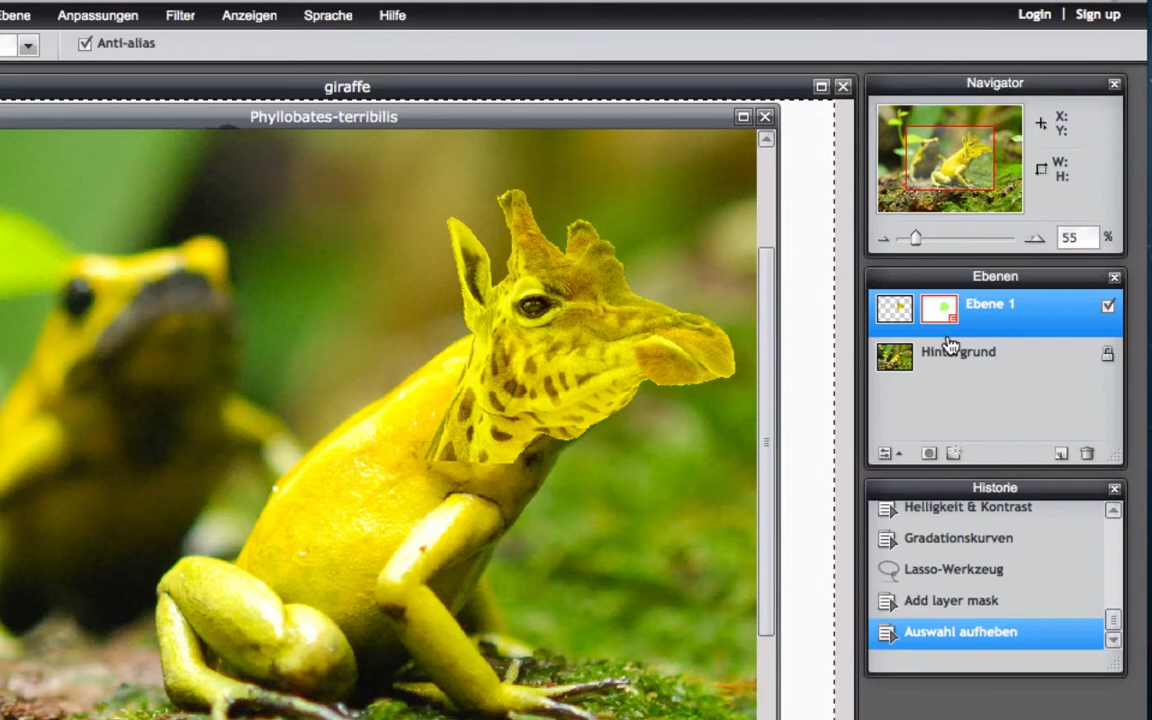 Ebene Anpassungen Filter Anzeigen Sprache Hilfe Login | Sign up
Anti-alias
giraffe
Phyllobates-terribilis
Navigator
X:
Y:
W:
H:
55 %
Ebenen
Ebene 1
Hintergrund
Historie
Helligkeit & Kontrast
Gradationskurven
Lasso-Werkzeug
Add layer mask
Auswahl aufheben